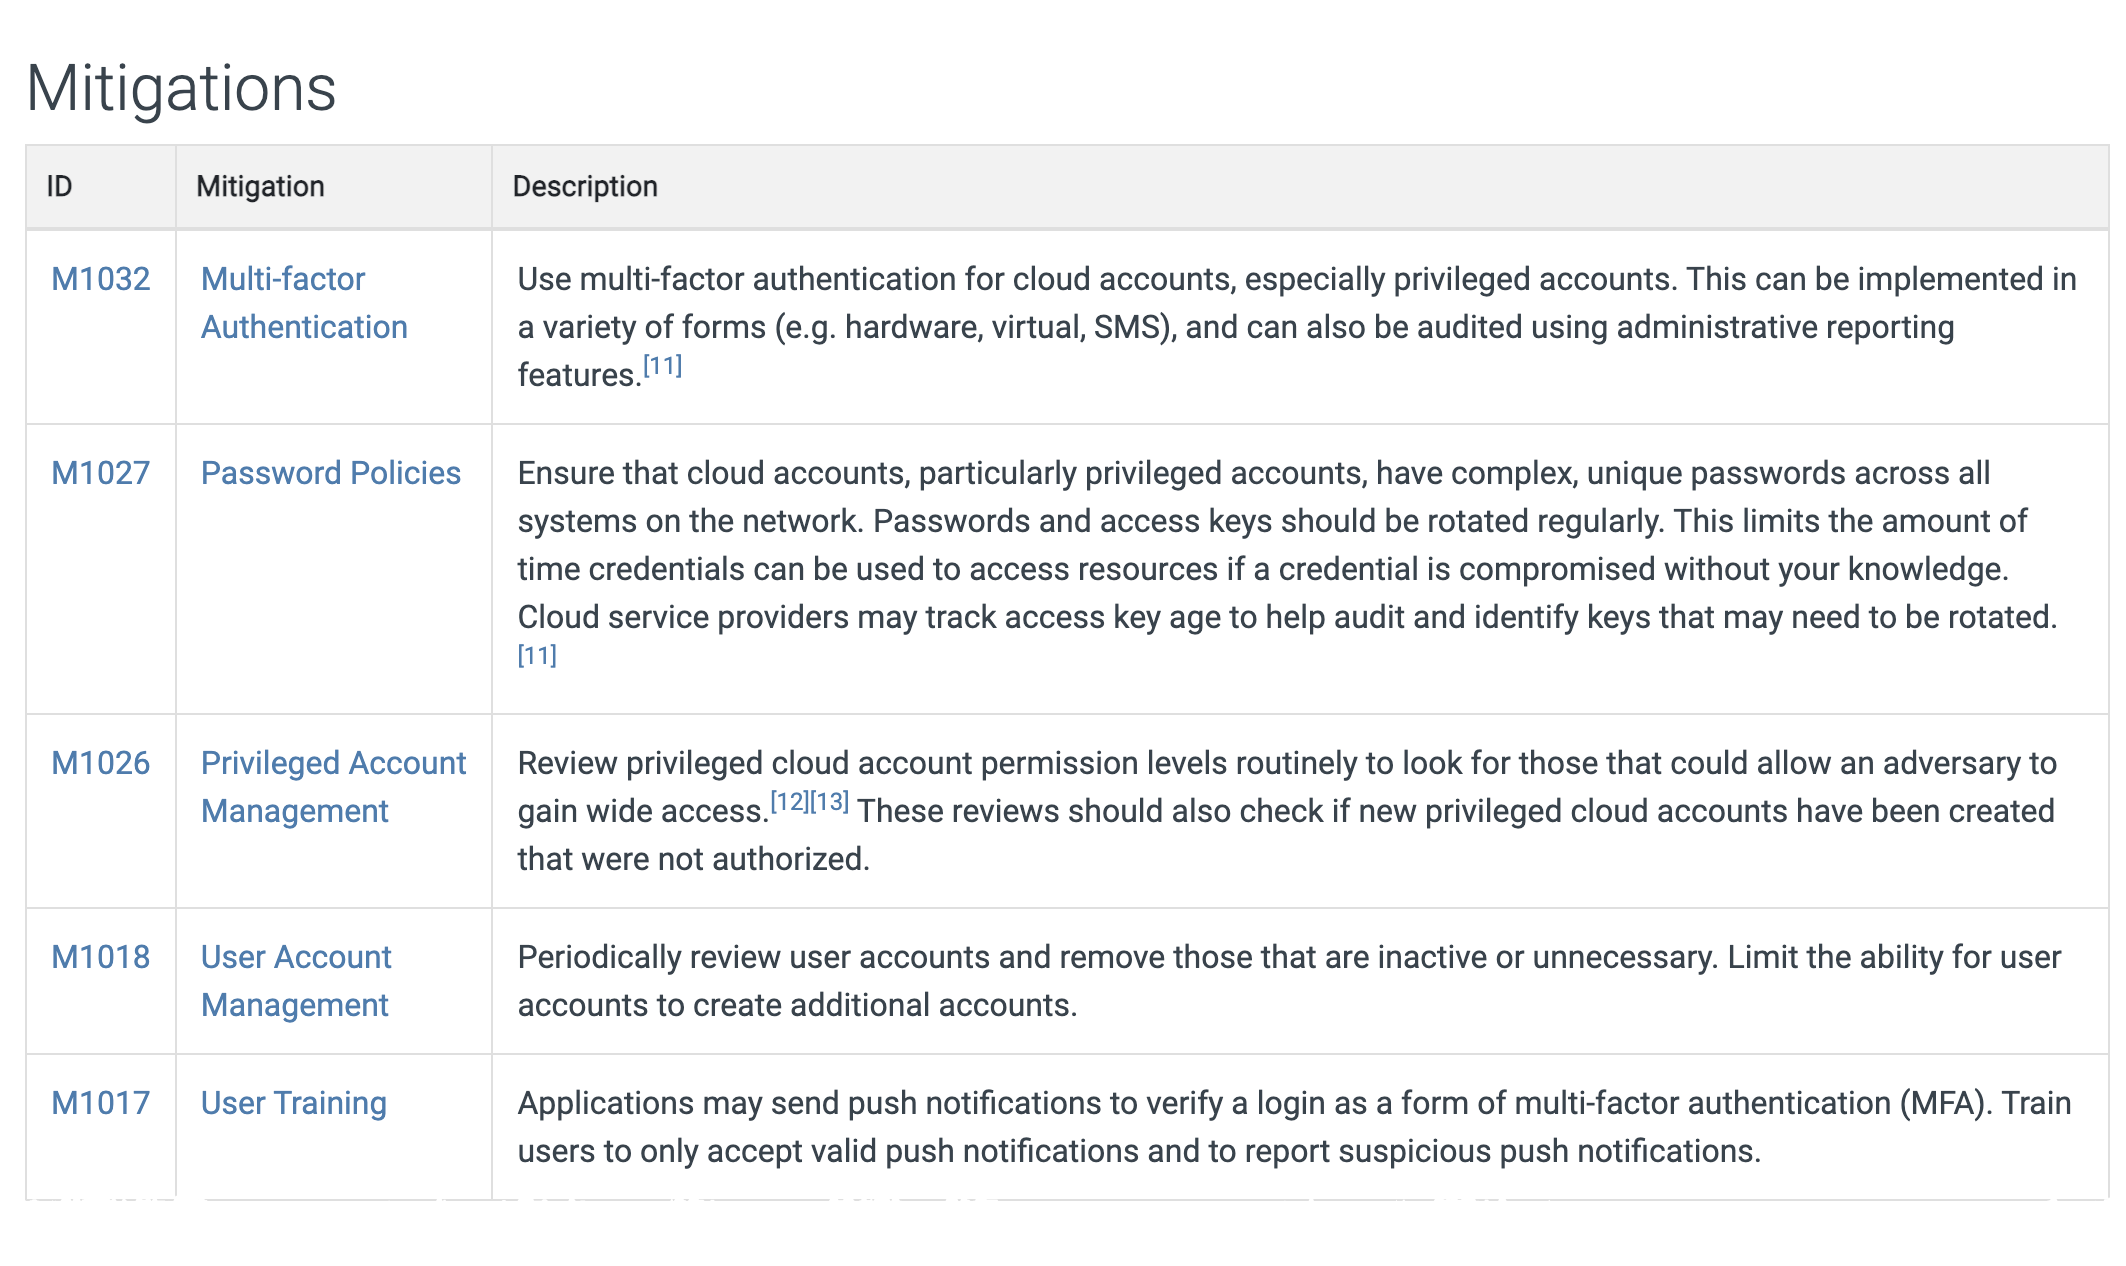 Mitigations
ID Mitigation Description
M1032 Multi-factor Use multi-factor authentication for cloud accounts, especially privileged accounts. This can be implemented in
Authentication a variety of forms (e.g. hardware, virtual, SMS), and can also be audited using administrative reporting
features.[11]
M1027 Password Policies Ensure that cloud accounts, particularly privileged accounts, have complex, unique passwords across all
systems on the network. Passwords and access keys should be rotated regularly. This limits the amount of
time credentials can be used to access resources if a credential is compromised without your knowledge.
Cloud service providers may track access key age to help audit and identify keys that may need to be rotated.
[11]
M1026 Privileged Account Review privileged cloud account permission levels routinely to look for those that could allow an adversary to
Management gain wide access.[12][13] These reviews should also check if new privileged cloud accounts have been created
that were not authorized.
M1018 User Account Periodically review user accounts and remove those that are inactive or unnecessary. Limit the ability for user
Management accounts to create additional accounts.
M1017 User Training Applications may send push notifications to verify a login as a form of multi-factor authentication (MFA). Train
users to only accept valid push notifications and to report suspicious push notifications.